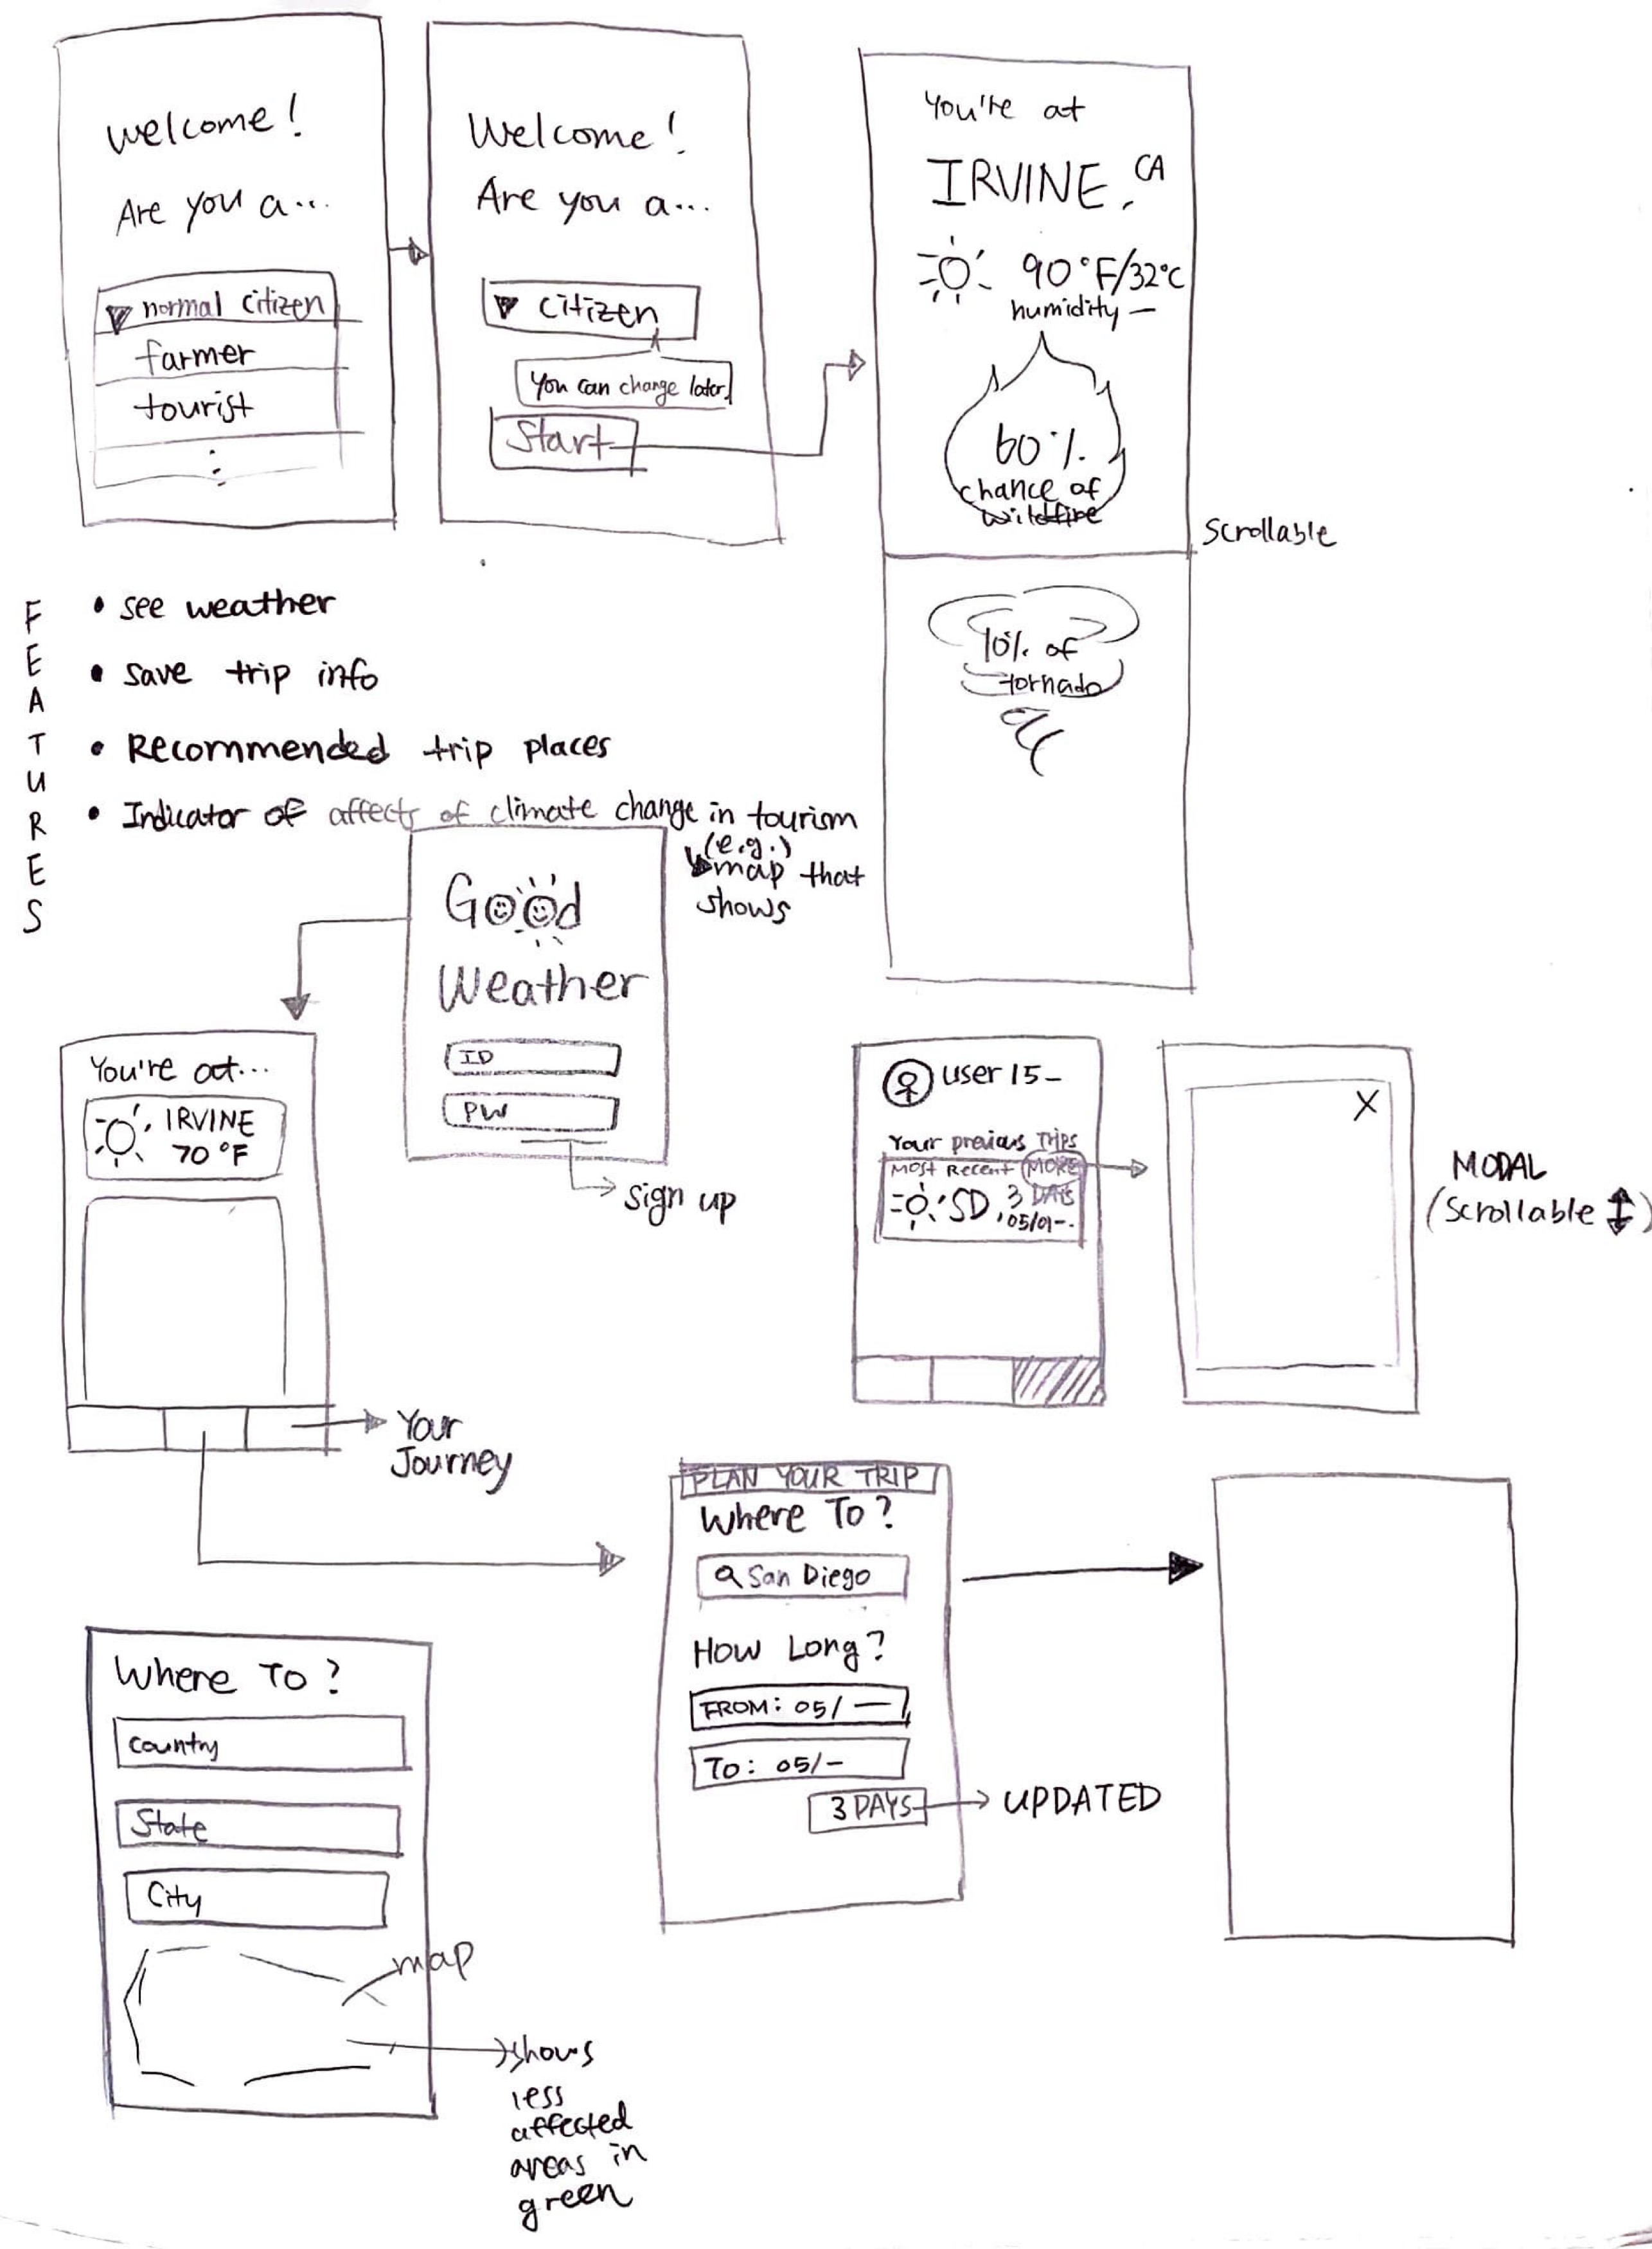 Welcome!
Are you a...
normal citizen
farmer
tourist
Welcome!
Are you a...
citizen
You can change later.
Start
You're at
IRVINE, CA
90°F/32°C
humidity —
60%
chance of
wildfire
Scrollable
10% of
tornado
FEATURES
• see weather
• save trip info
• Recommended trip places
• Indicator of affects of climate change in tourism
(e.g.)
map that
shows
Good
Weather
ID
PW
sign up
You're at...
IRVINE
70°F
Your
Journey
user 15_
Your previous TRIPS
MOST Recent MORE
SD, 3 DAYS
05/01-.
X
MODAL
(Scrollable ↕)
PLAN YOUR TRIP
Where To?
San Diego
How Long?
FROM: 05/ —
To: 05/-
3 DAYS
UPDATED
Where To?
country
State
City
map
shows
less
affected
areas in
green